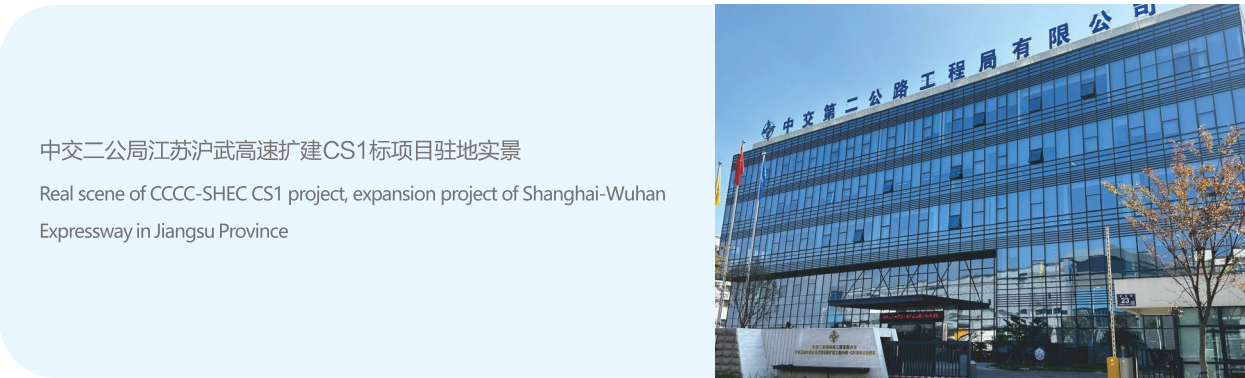 中交二公局江苏沪武高速扩建CS1标项目驻地实景
Real scene of CCCC-SHEC CS1 project, expansion project of Shanghai-Wuhan
Expressway in Jiangsu Province
中交第二公路工程局有限公司
23